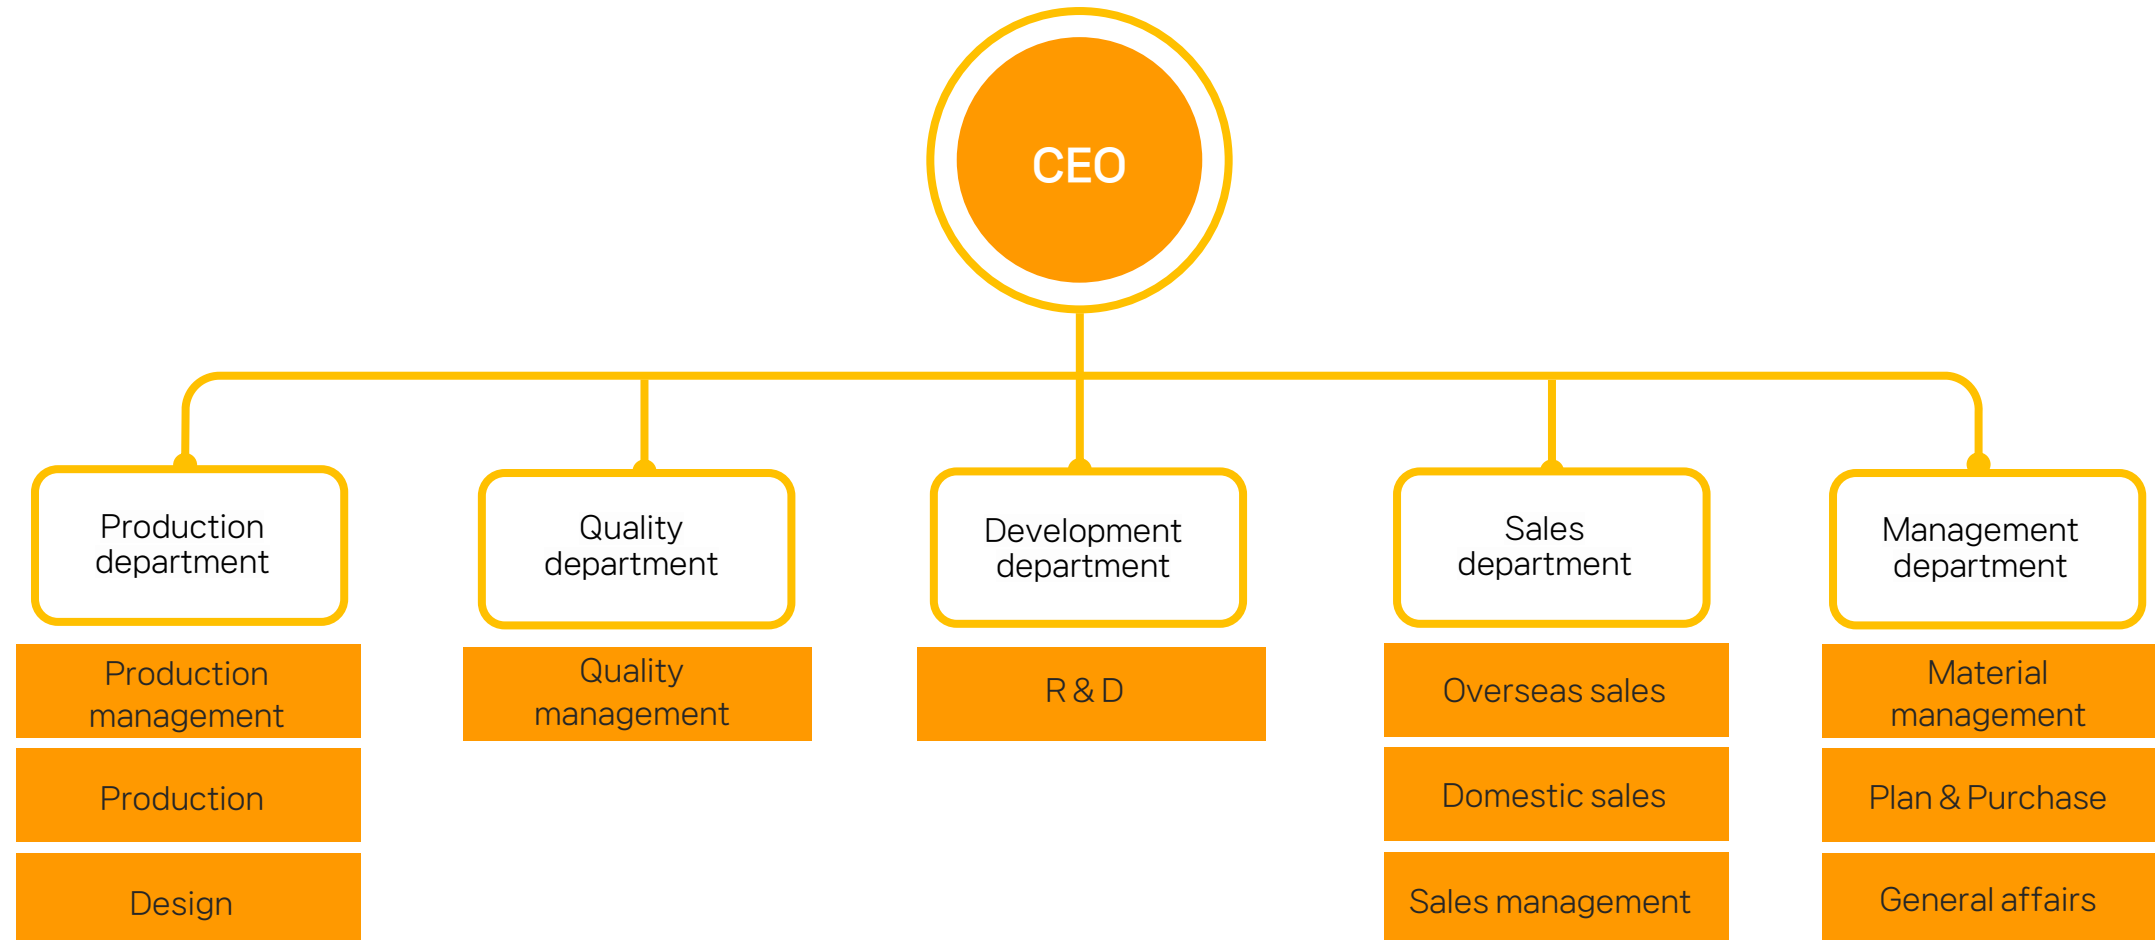 CEO
Production
department
Quality
department
Development
department
Sales
department
Management
department
Production
management
Production
Design
Quality
management
R & D
Overseas sales
Domestic sales
Sales management
Material
management
Plan & Purchase
General affairs